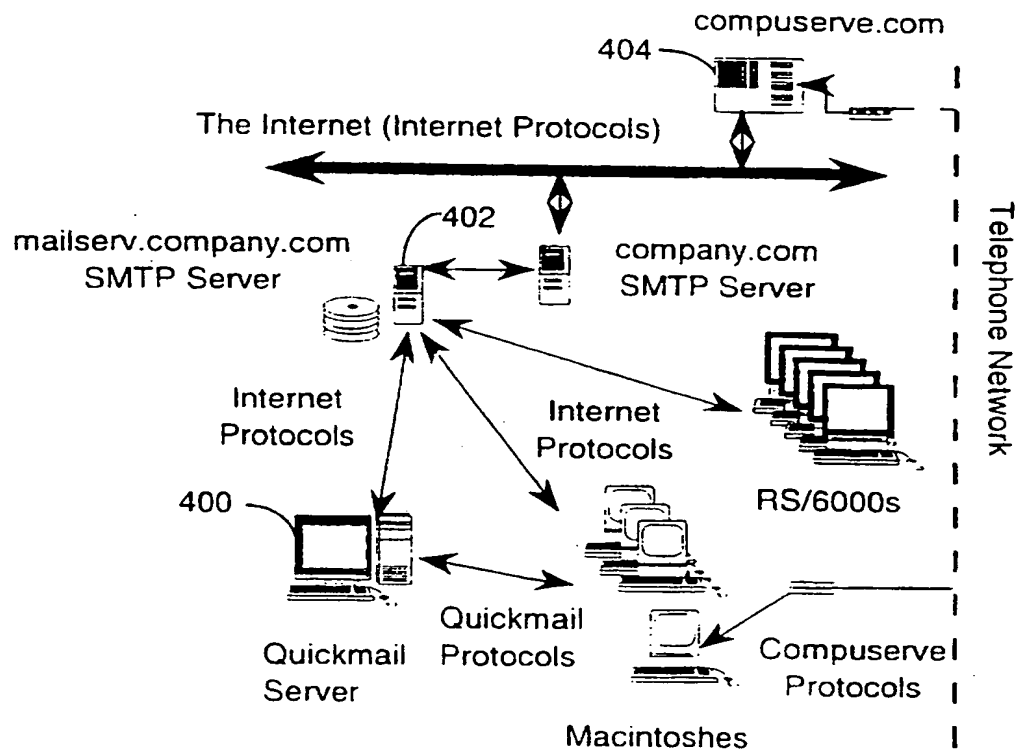 compuserve.com
404
The Internet (Internet Protocols)
402
mailserv.company.com
SMTP Server
company.com
SMTP Server
Telephone Network
Internet
Protocols
Internet
Protocols
RS/6000s
400
Quickmail
Server
Quickmail
Protocols
Compuserve
Protocols
Macintoshes